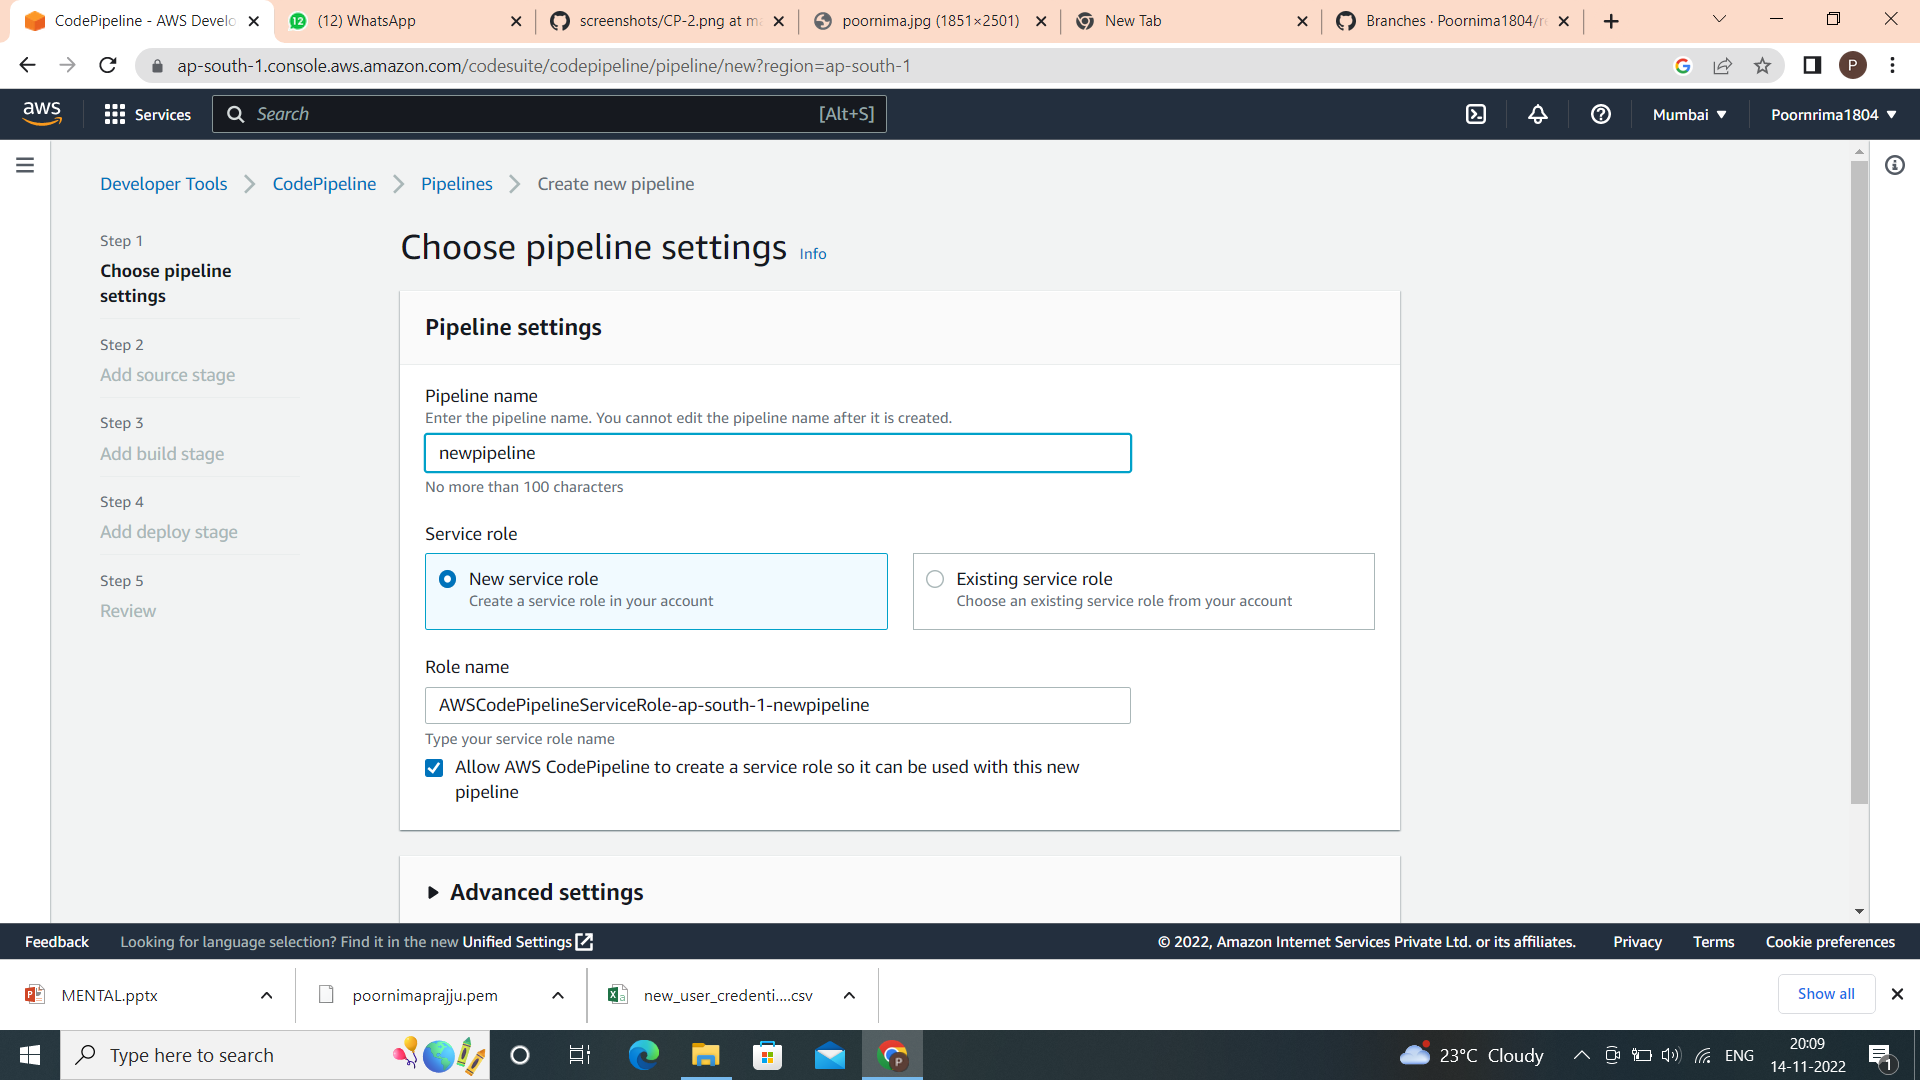 CodePipeline - AWS Develo
(12) WhatsApp
screenshots/CP-2.png at ma
poornima.jpg (1851×2501)
New Tab
Branches · Poornima1804/re
ap-south-1.console.aws.amazon.com/codesuite/codepipeline/pipeline/new?region=ap-south-1
P
aws
Services
Search
[Alt+S]
Mumbai
Poornrima1804
Developer Tools
CodePipeline
Pipelines
Create new pipeline
Step 1
Choose pipeline
settings
Step 2
Add source stage
Step 3
Add build stage
Step 4
Add deploy stage
Step 5
Review
Choose pipeline settings Info
Pipeline settings
Pipeline name
Enter the pipeline name. You cannot edit the pipeline name after it is created.
newpipeline
No more than 100 characters
Service role
New service role
Create a service role in your account
Existing service role
Choose an existing service role from your account
Role name
AWSCodePipelineServiceRole-ap-south-1-newpipeline
Type your service role name
Allow AWS CodePipeline to create a service role so it can be used with this new
pipeline
Advanced settings
Feedback
Looking for language selection? Find it in the new Unified Settings
© 2022, Amazon Internet Services Private Ltd. or its affiliates.
Privacy
Terms
Cookie preferences
MENTAL.pptx
poornimaprajju.pem
new_user_credenti....csv
Show all
Type here to search
23°C Cloudy
ENG
20:09
14-11-2022
1